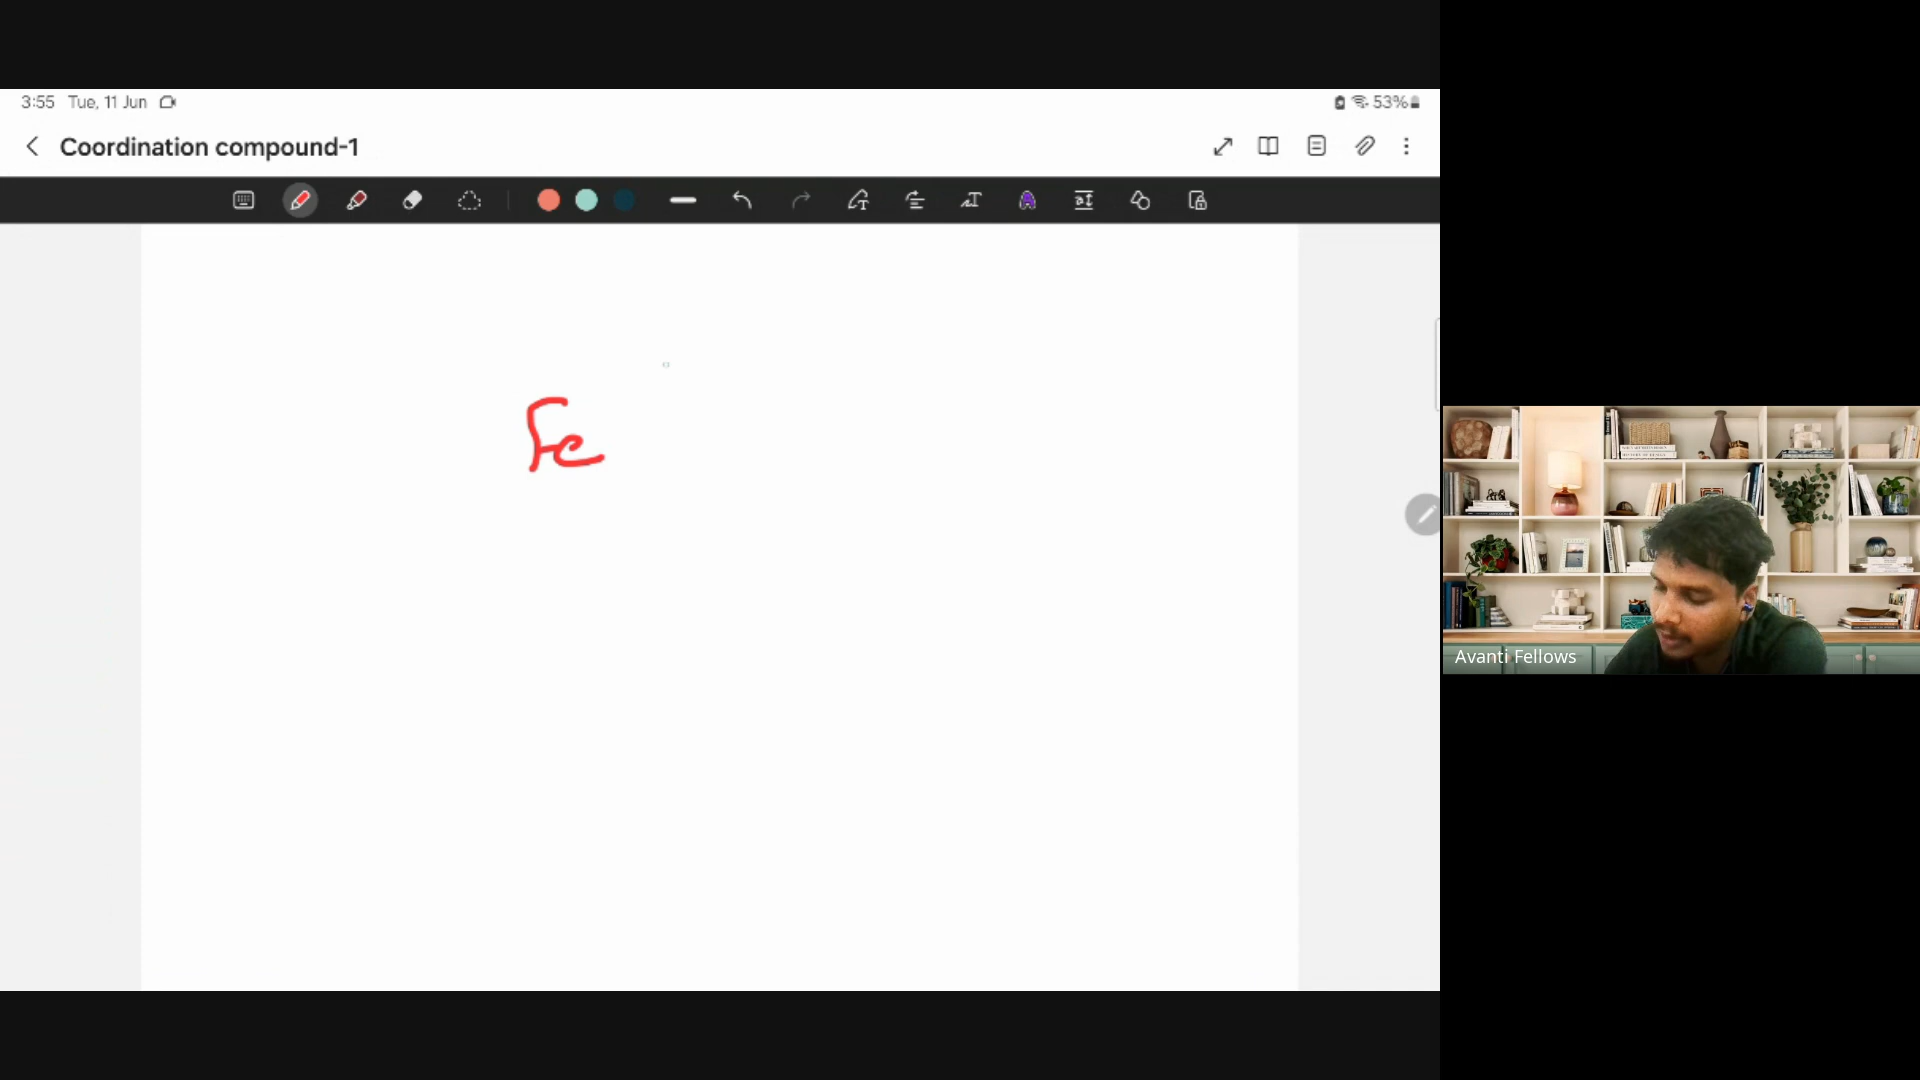 3:55 Tue, 11 Jun 53%
Coordination compound-1
Fe
Avanti Fellows